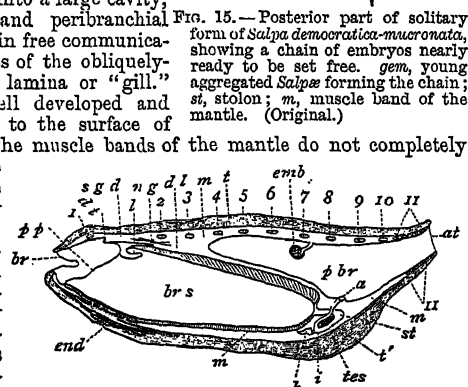 into a large cavity,
and peribranchial
in free communica-
s of the obliquely-
lamina or "gill."
ell developed and
to the surface of
Fig. 15.—Posterior part of solitary
form of Salpa democratica-mucronata,
showing a chain of embryos nearly
ready to be set free. gem, young
aggregated Salpæ forming the chain;
st, stolon; m, muscle band of the
mantle. (Original.)
he muscle bands of the mantle do not completely
sg d n g d l m t emb.
1 dt l 2 3 4 5 6 7 8 9 10 11
pp at
br p br
br s a
11
m
st
end m t'
i tes